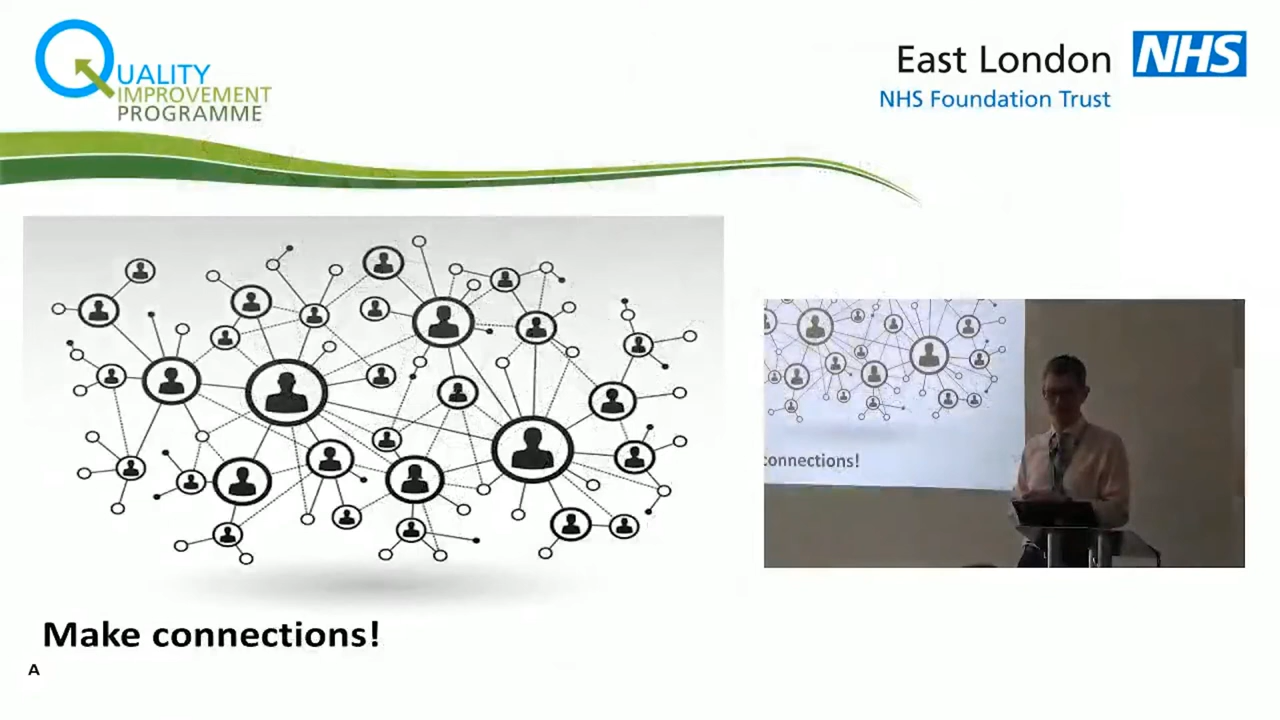 QUALITY
IMPROVEMENT
PROGRAMME
East London NHS
NHS Foundation Trust
connections!
Make connections!
A